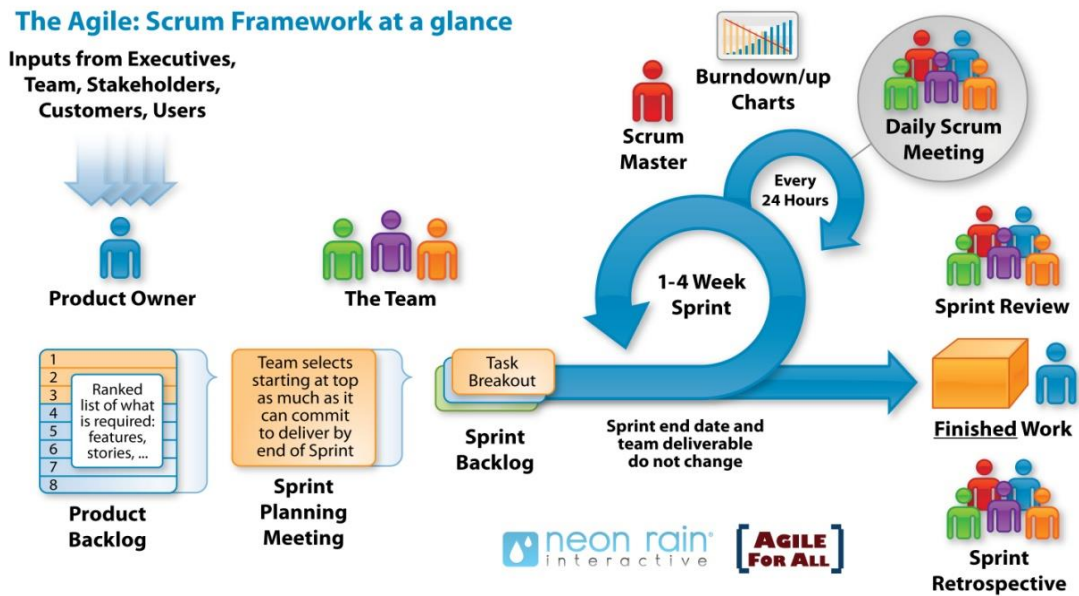 The Agile: Scrum Framework at a glance
Inputs from Executives,
Team, Stakeholders,
Customers, Users
Product Owner
The Team
Scrum
Master
Burndown/up
Charts
Daily Scrum
Meeting
Every
24 Hours
1-4 Week
Sprint
Sprint Review
1
2
3
4
5
6
7
8
Ranked
list of what
is required:
features,
stories, ...
Product
Backlog
Team selects
starting at top
as much as it
can commit
to deliver by
end of Sprint
Sprint
Planning
Meeting
Task
Breakout
Sprint
Backlog
Sprint end date and
team deliverable
do not change
Finished Work
Sprint
Retrospective
neon rain®
interactive
AGILE
FOR ALL